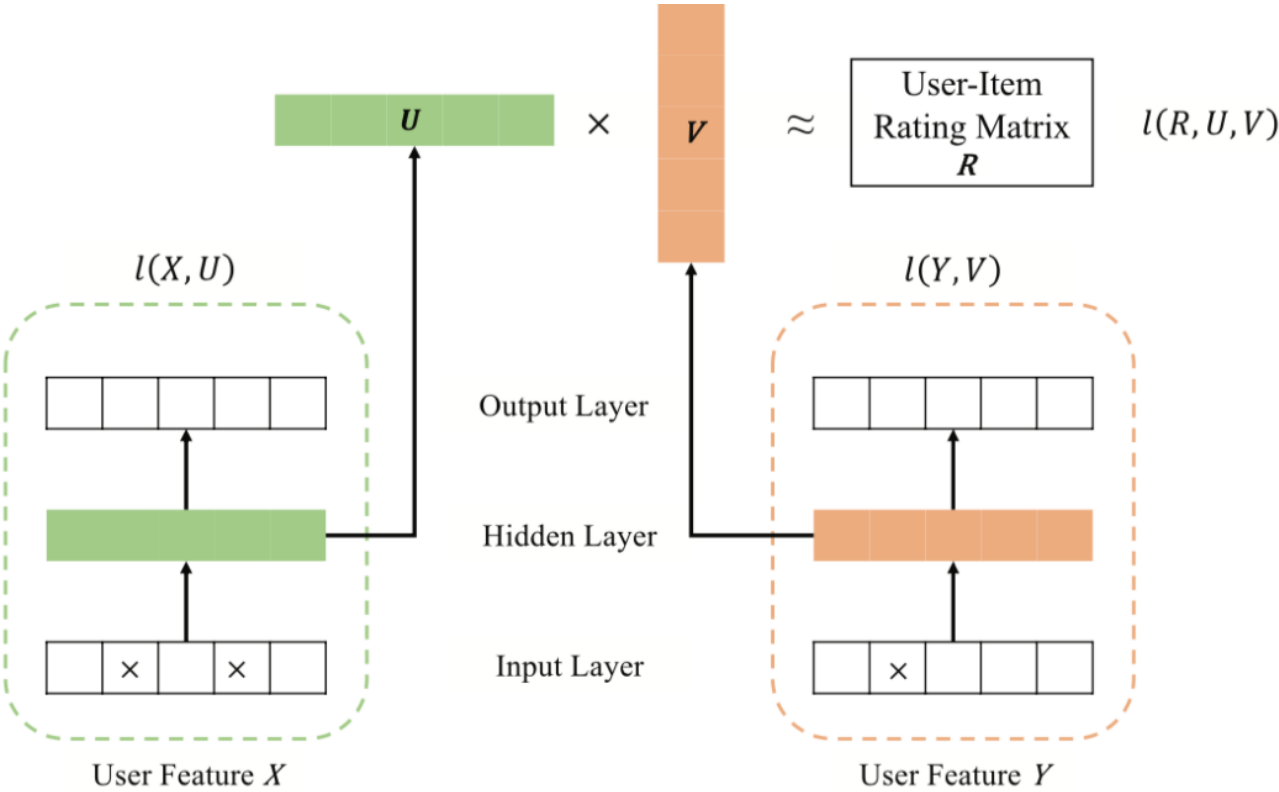 U
×
V
≈
User-Item
Rating Matrix
R
l(R, U, V)
l(X, U)
l(Y, V)
Output Layer
Hidden Layer
× ×
Input Layer
×
User Feature X
User Feature Y